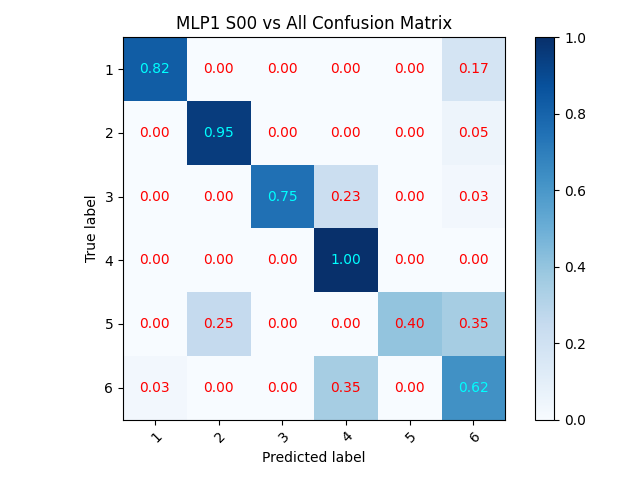 MLP1 S00 vs All Confusion Matrix
1 0.82 0.00 0.00 0.00 0.00 0.17
2 0.00 0.95 0.00 0.00 0.00 0.05
3 0.00 0.00 0.75 0.23 0.00 0.03
4 0.00 0.00 0.00 1.00 0.00 0.00
5 0.00 0.25 0.00 0.00 0.40 0.35
6 0.03 0.00 0.00 0.35 0.00 0.62
1 2 3 4 5 6
Predicted label
True label
1.0
0.8
0.6
0.4
0.2
0.0